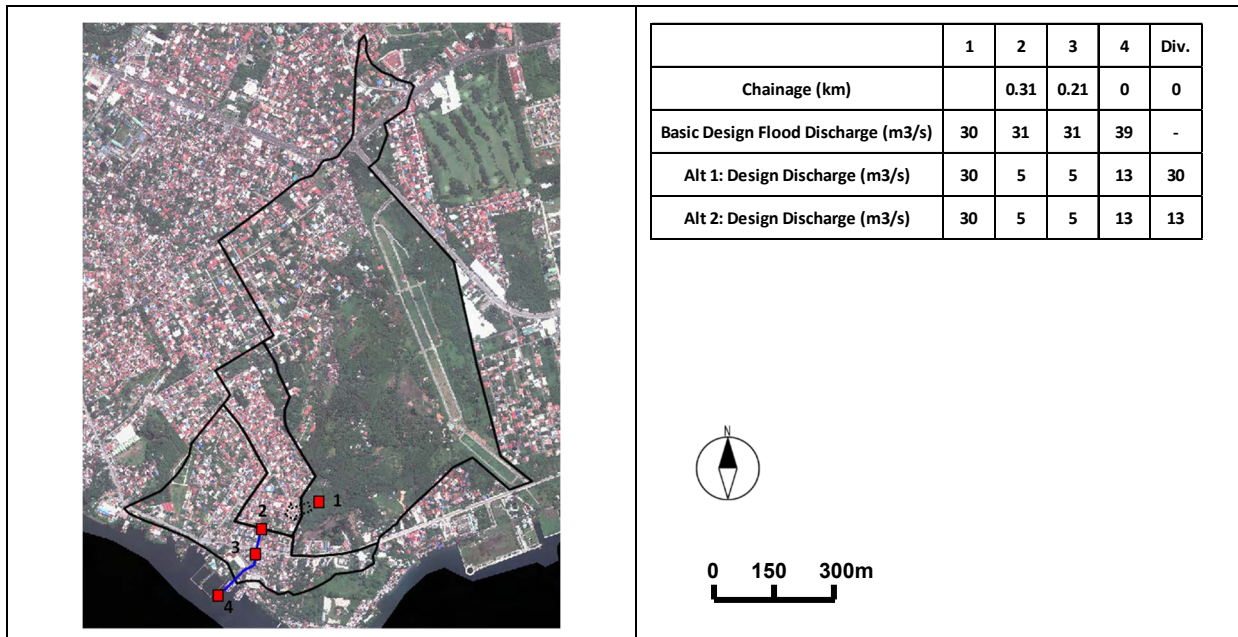 1
2
3
4
1 2 3 4 Div.
Chainage (km) 0.31 0.21 0 0
Basic Design Flood Discharge (m3/s) 30 31 31 39 -
Alt 1: Design Discharge (m3/s) 30 5 5 13 30
Alt 2: Design Discharge (m3/s) 30 5 5 13 13
N
0 150 300m